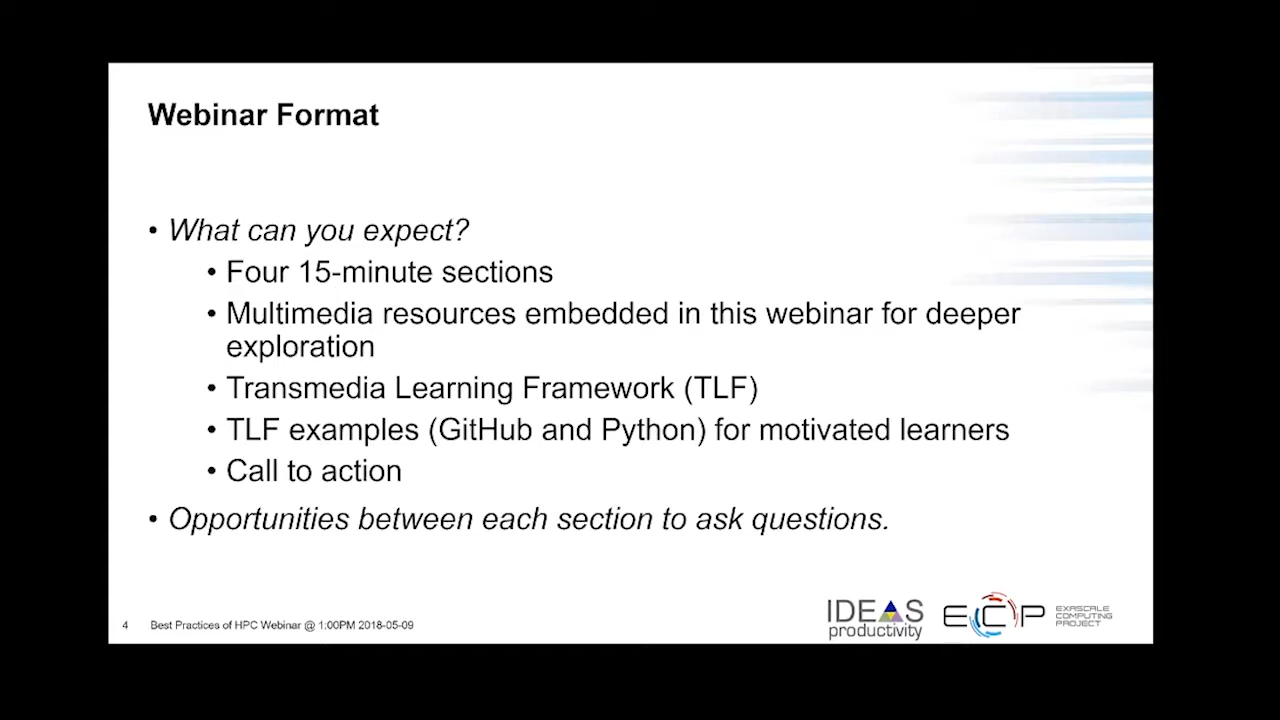 Webinar Format
• What can you expect?
• Four 15-minute sections
• Multimedia resources embedded in this webinar for deeper
exploration
• Transmedia Learning Framework (TLF)
• TLF examples (GitHub and Python) for motivated learners
• Call to action
• Opportunities between each section to ask questions.
4 Best Practices of HPC Webinar @ 1:00PM 2018-05-09
IDEAS
productivity
ECP
EXASCALE
COMPUTING
PROJECT